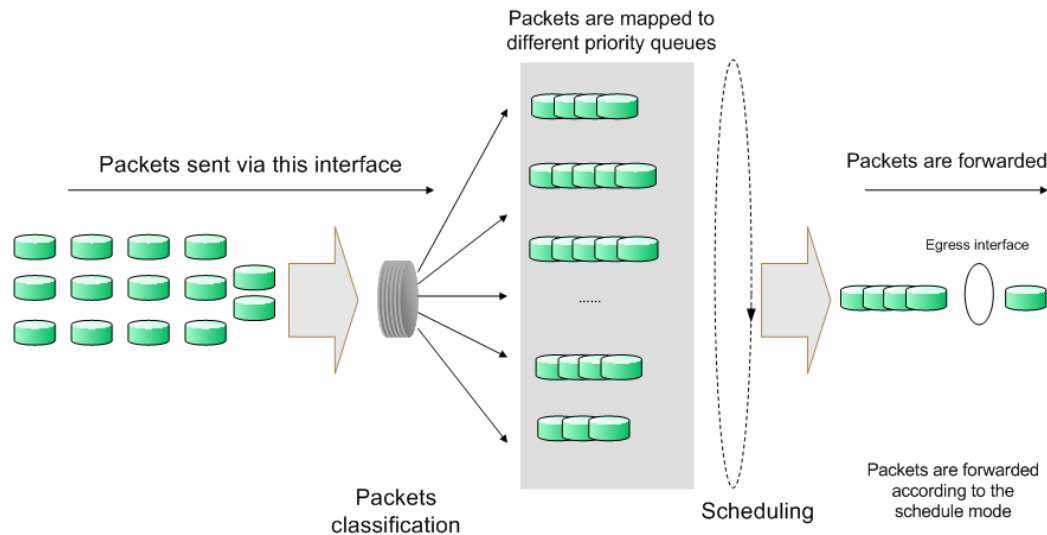 Packets are mapped to
different priority queues
Packets sent via this interface
Packets are forwarded
Egress interface
......
Packets
classification
Scheduling
Packets are forwarded
according to the
schedule mode